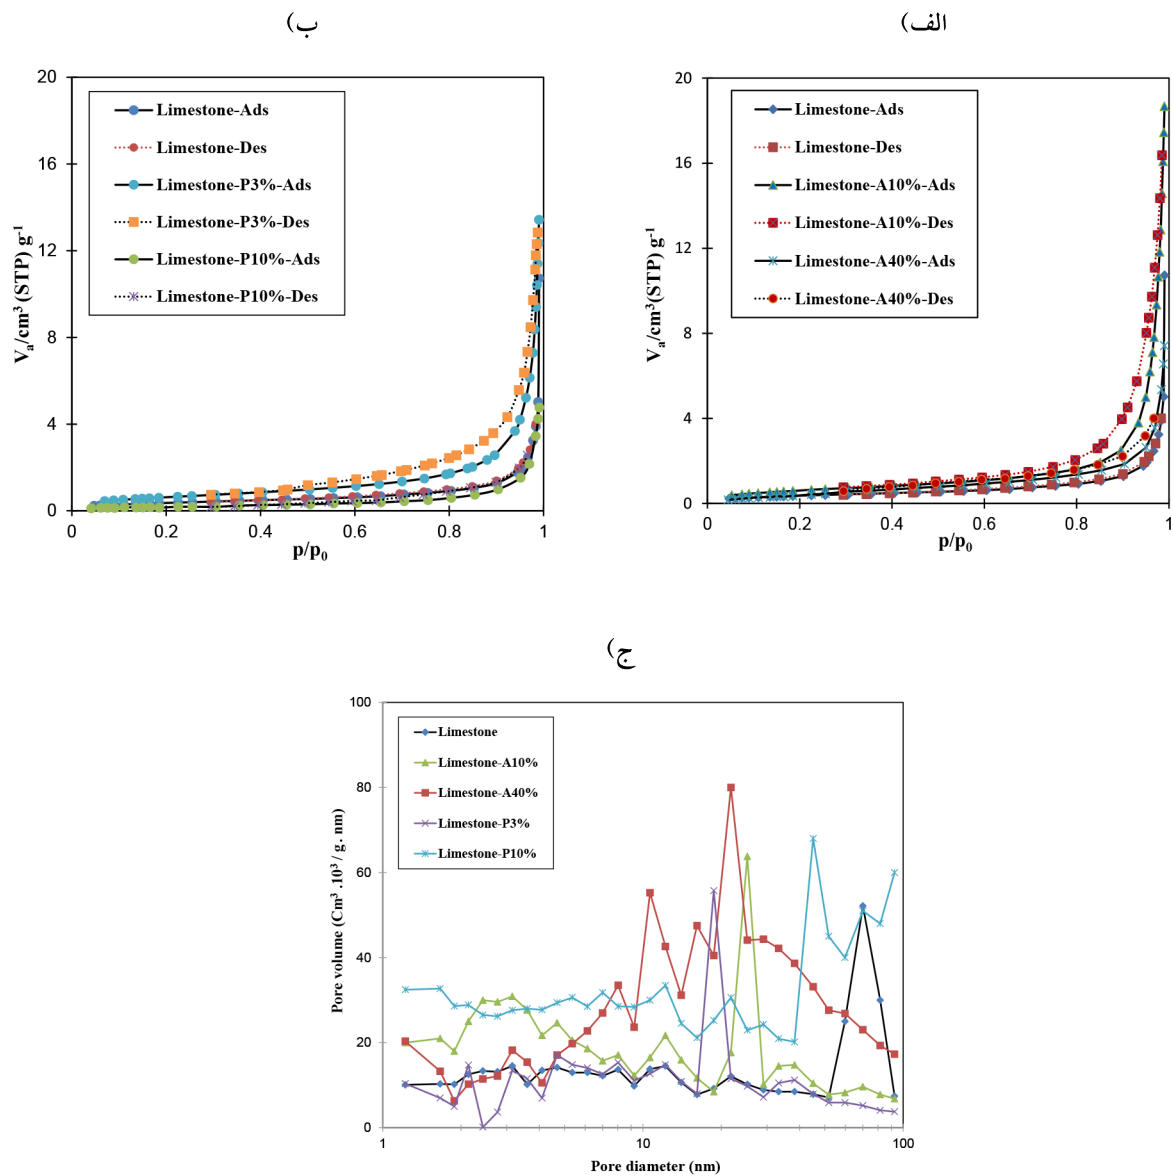 ب)
20
16
12
8
4
0
V_a/cm³ (STP) g⁻¹
Limestone-Ads
Limestone-Des
Limestone-P3%-Ads
Limestone-P3%-Des
Limestone-P10%-Ads
Limestone-P10%-Des
0 0.2 0.4 0.6 0.8 1
p/p₀
الف)
20
16
12
8
4
0
V_a/cm³(STP) g⁻¹
Limestone-Ads
Limestone-Des
Limestone-A10%-Ads
Limestone-A10%-Des
Limestone-A40%-Ads
Limestone-A40%-Des
0 0.2 0.4 0.6 0.8 1
p/p₀
ج)
100
80
60
40
20
0
Pore volume (Cm³ .10³ / g. nm)
Limestone
Limestone-A10%
Limestone-A40%
Limestone-P3%
Limestone-P10%
1 10 100
Pore diameter (nm)